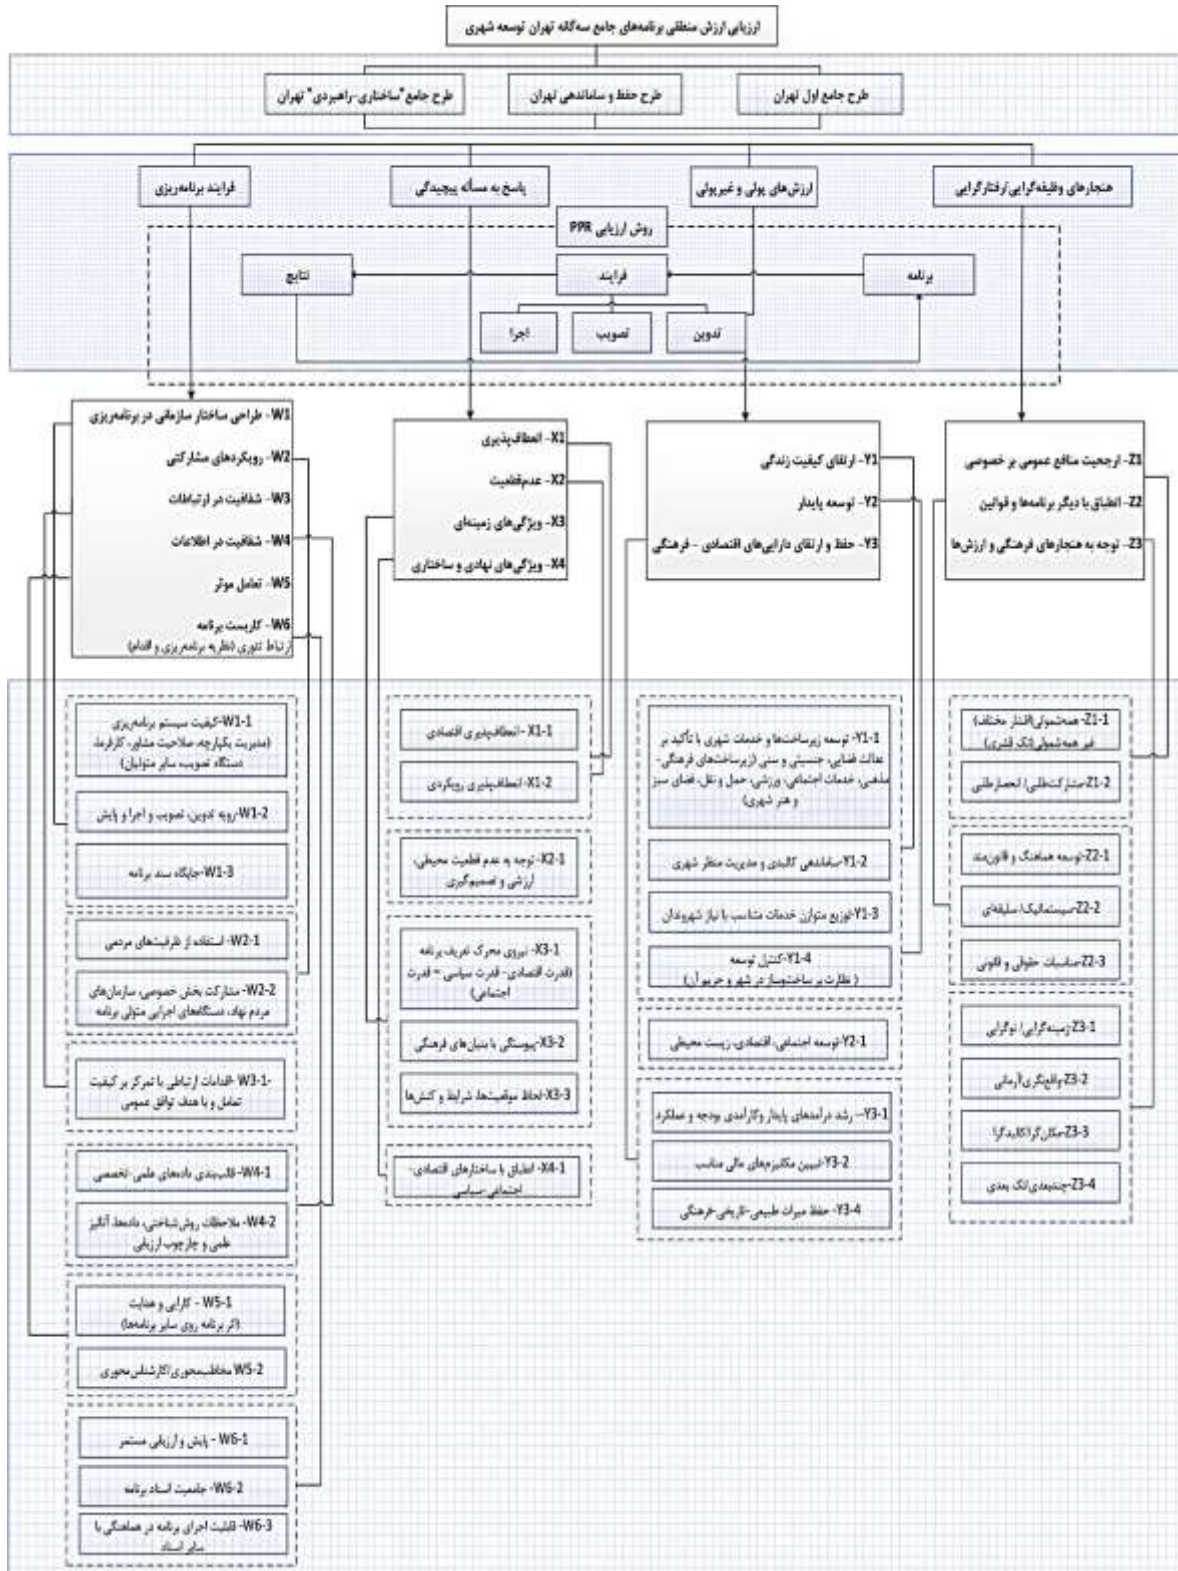 ارزیابی ارزش منطقی برنامه‌های جامع سه‌گانه تهران توسعه شهری
طرح جامع اول تهران
طرح حفظ و ساماندهی تهران
طرح جامع "ساختاری-راهبردی" تهران
هنجارهای وظیفه‌گرایی/رفتارگرایی
ارزش‌های پولی و غیرپولی
پاسخ به مسأله پیچیدگی
فرایند برنامه‌ریزی
روش ارزیابی PPR
برنامه
فرایند
نتایج
تدوین
تصویب
اجرا
Z1- ارجحیت منافع عمومی بر خصوصی
Z2- انطباق با دیگر برنامه‌ها و قوانین
Z3- توجه به هنجارهای فرهنگی و ارزش‌ها
Y1- ارتقای کیفیت زندگی
Y2- توسعه پایدار
Y3- حفظ و ارتقای دارایی‌های اقتصادی - فرهنگی
X1- انعطاف‌پذیری
X2- عدم‌قطعیت
X3- ویژگی‌های زمینه‌ای
X4- ویژگی‌های نهادی و ساختاری
W1- طراحی ساختار سازمانی در برنامه‌ریزی
W2- رویکردهای مشارکتی
W3- شفافیت در ارتباطات
W4- شفافیت در اطلاعات
W5- تعامل موثر
W6- کاربست برنامه
ارتباط تئوری (نظریه برنامه‌ریزی و اقدام)
Z1-1- همه‌شمولی(اقشار مختلف)
غیر همه‌شمولی(تک قشری)
Z1-2-مشارکت‌طلبی/ انحصارطلبی
Z2-1-توسعه هماهنگ و قانون‌مند
Z2-2-سیستماتیک/ سلیقه‌ای
Z2-3-مناسبات حقوقی و قانونی
Z3-1-زمینه‌گرایی/ نوگرایی
Z3-2-واقع‌نگری/آرمانی
Z3-3-مکان‌گرا/کالبدگرا
Z3-4-چندبعدی/تک بعدی
Y1-1- توسعه زیرساخت‌ها و خدمات شهری با تأکید بر
عدالت فضایی، جنسیتی و سنی (زیرساخت‌های فرهنگی-
مذهبی، خدمات اجتماعی، ورزشی، حمل و نقل، فضای سبز
و هنر شهری)
Y1-2-ساماندهی کالبدی و مدیریت منظر شهری
Y1-3-توزیع متوازن خدمات متناسب با نیاز شهروندان
Y1-4-کنترل توسعه
( نظارت بر ساخت‌وساز در شهر و حریم آن)
Y2-1-توسعه اجتماعی، اقتصادی، زیست محیطی
Y3-1-- رشد درآمدهای پایدار وکارآمدی بودجه و عملکرد
Y3-2-تبیین مکانیزم‌های مالی مناسب
Y3-4- حفظ میراث طبیعی-تاریخی-فرهنگی
X1-1 - انعطاف‌پذیری اقتصادی
X1-2- انعطاف‌پذیری رویکردی
X2-1- توجه به عدم قطعیت محیطی،
ارزشی و تصمیم‌گیری
X3-1- نیروی محرک تعریف برنامه
(قدرت اقتصادی- قدرت سیاسی – قدرت
اجتماعی)
X3-2-پیوستگی با بنیان‌های فرهنگی
X3-3-لحاظ موقعیت‌ها، شرایط و کنش‌ها
X4-1- انطباق با ساختارهای اقتصادی-
اجتماعی-سیاسی
W1-1-کیفیت سیستم برنامه‌ریزی
(مدیریت یکپارچه، صلاحیت مشاور، کارفرما،
دستگاه تصویب، سایر متولیان)
W1-2-رویه تدوین، تصویب و اجرا و پایش
W1-3-جایگاه سند برنامه
W2-1- استفاده از ظرفیت‌های مردمی
W2-2- مشارکت بخش خصوصی، سازمان‌های
مردم نهاد، دستگاه‌های اجرایی متولی برنامه
W3-1- -اقدامات ارتباطی با تمرکز بر کیفیت
تعامل و با هدف توافق عمومی
W4-1- قالب‌بندی داده‌های علمی-تخصصی
W4-2- ملاحظات روش‌شناختی، داده‌ها، آنالیز
علمی و چارچوب ارزیابی
W5-1 - کارایی و هدایت
(اثر برنامه روی سایر برنامه‌ها)
W5-2 مخاطب‌محوری/کارشناس‌محوری
W6-1 - پایش و ارزیابی مستمر
W6-2- جامعیت اسناد برنامه
W6-3- قابلیت اجرای برنامه در هماهنگی با
سایر اسناد